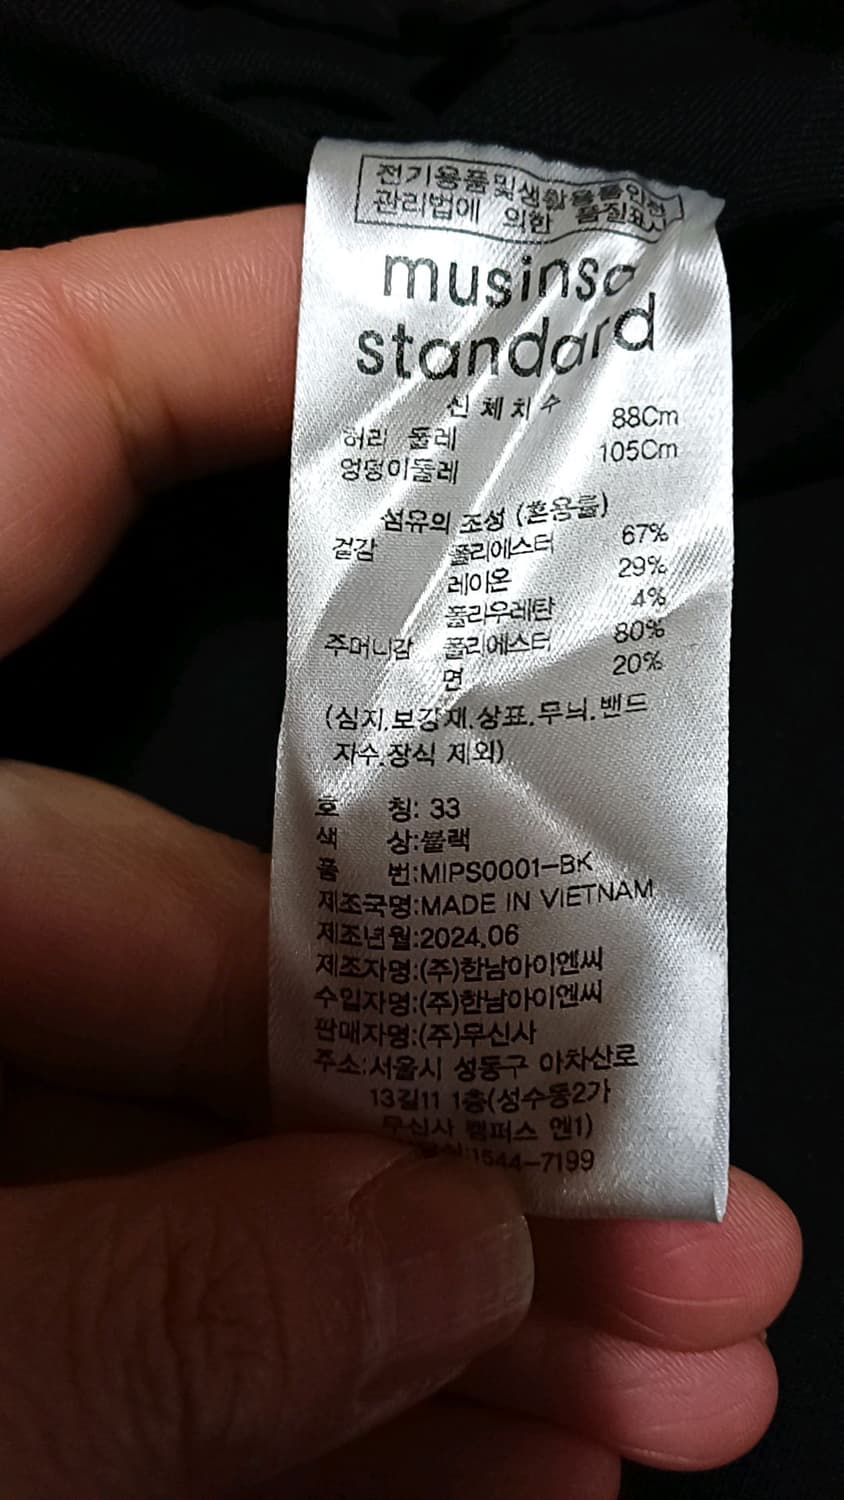 전기용품및생활용품안전
관리법에 의한 품질표시
musinsa
standard
신체치수
허리 둘레 88Cm
엉덩이둘레 105Cm
섬유의 조성 (혼용률)
겉감 폴리에스터 67%
레이온 29%
폴리우레탄 4%
주머니감 폴리에스터 80%
면 20%
(심지,보강재,상표,무늬,밴드
자수,장식 제외)
호 칭: 33
색 상:블랙
품 번:MIPS0001-BK
제조국명:MADE IN VIETNAM
제조년월:2024.06
제조자명:(주)한남아이엔씨
수입자명:(주)한남아이엔씨
판매자명:(주)무신사
주소:서울시 성동구 아차산로
13길11 1층(성수동2가
무신사 캠퍼스 엔1)
:1544-7199